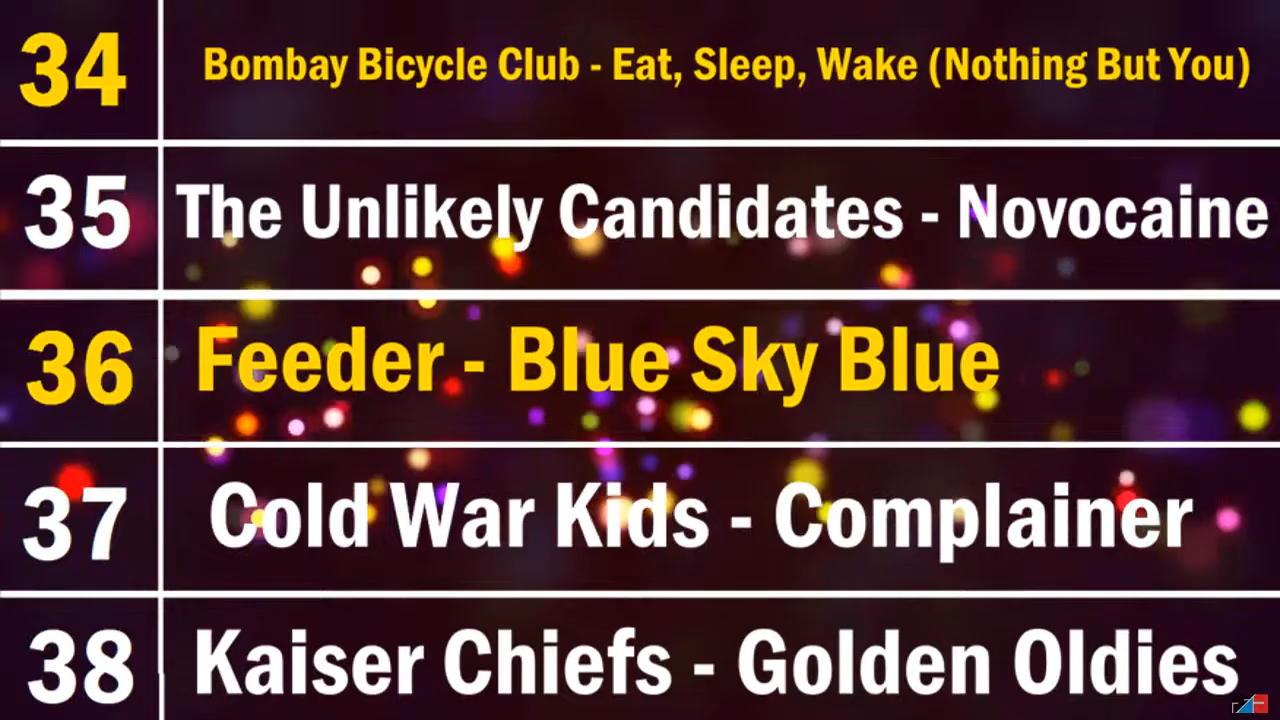 34 Bombay Bicycle Club - Eat, Sleep, Wake (Nothing But You)
35 The Unlikely Candidates - Novocaine
36 Feeder - Blue Sky Blue
37 Cold War Kids - Complainer
38 Kaiser Chiefs - Golden Oldies